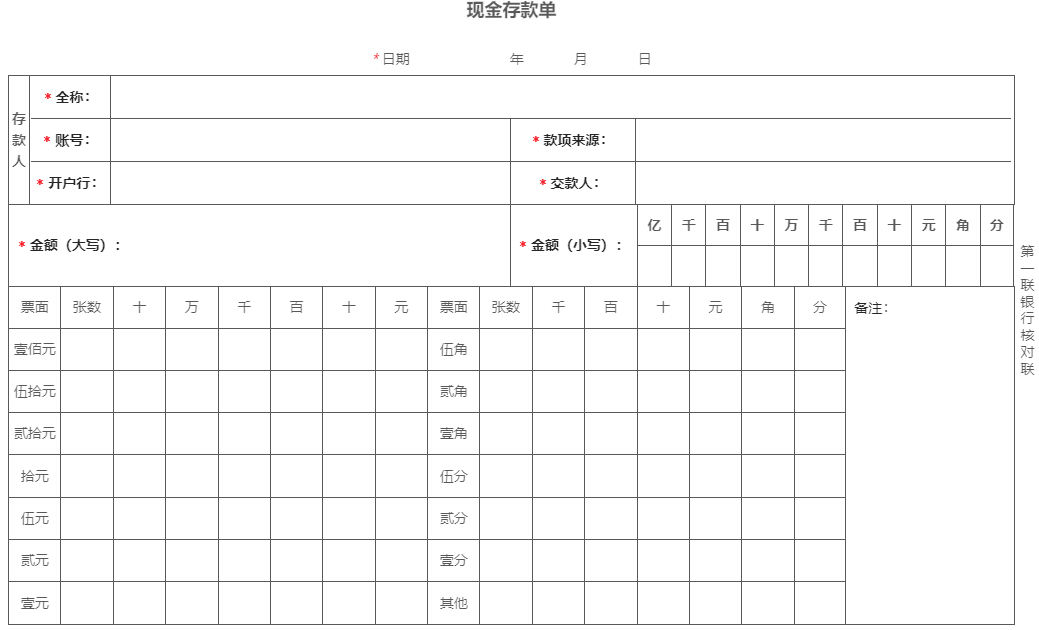 现金存款单
*日期 年 月 日
存款人
* 全称：
* 账号： * 款项来源：
* 开户行： * 交款人：
* 金额（大写）： * 金额（小写）： 亿 千 百 十 万 千 百 十 元 角 分
票面 张数 十 万 千 百 十 元 票面 张数 千 百 十 元 角 分 备注：
壹佰元 伍角
伍拾元 贰角
贰拾元 壹角
拾元 伍分
伍元 贰分
贰元 壹分
壹元 其他
第一联银行核对联